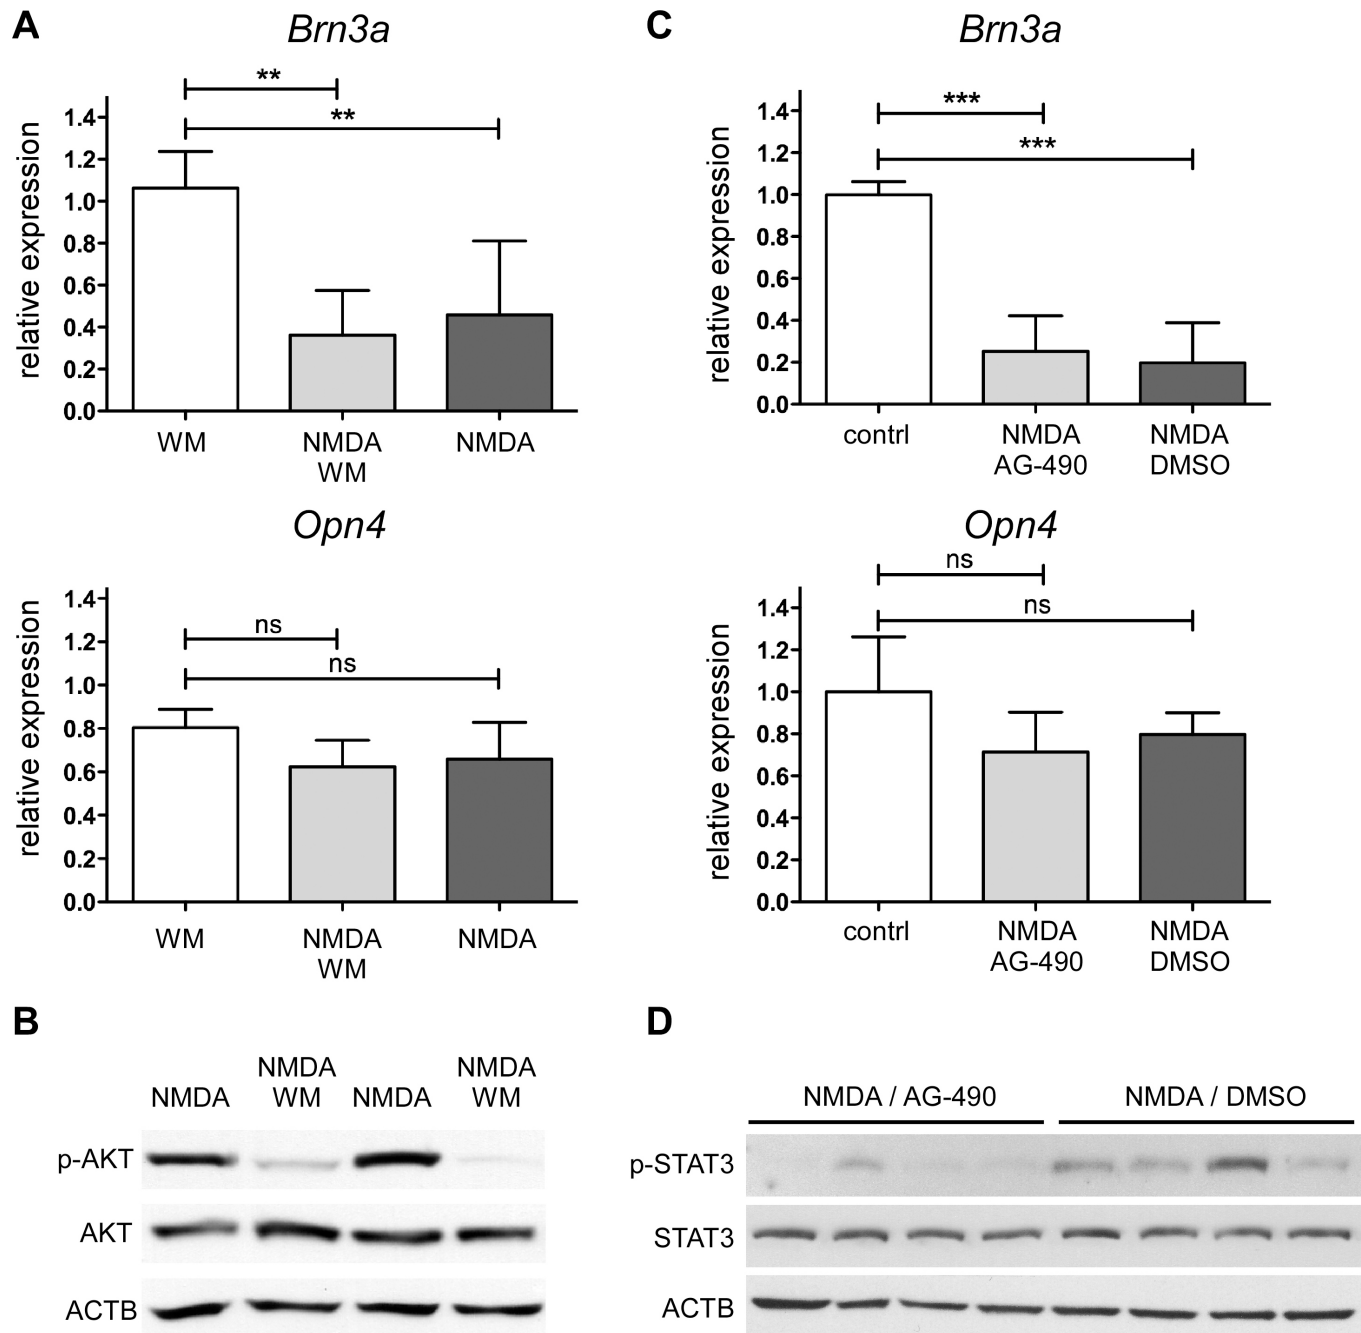 A
Brn3a
**
**
relative expression
1.4
1.2
1.0
0.8
0.6
0.4
0.2
0.0
WM
NMDA
WM
NMDA
Opn4
ns
ns
relative expression
1.4
1.2
1.0
0.8
0.6
0.4
0.2
0.0
WM
NMDA
WM
NMDA
B
NMDA
NMDA
WM
NMDA
NMDA
WM
p-AKT
AKT
ACTB
C
Brn3a
***
***
relative expression
1.4
1.2
1.0
0.8
0.6
0.4
0.2
0.0
contrl
NMDA
AG-490
NMDA
DMSO
Opn4
ns
ns
relative expression
1.4
1.2
1.0
0.8
0.6
0.4
0.2
0.0
contrl
NMDA
AG-490
NMDA
DMSO
D
NMDA / AG-490
NMDA / DMSO
p-STAT3
STAT3
ACTB